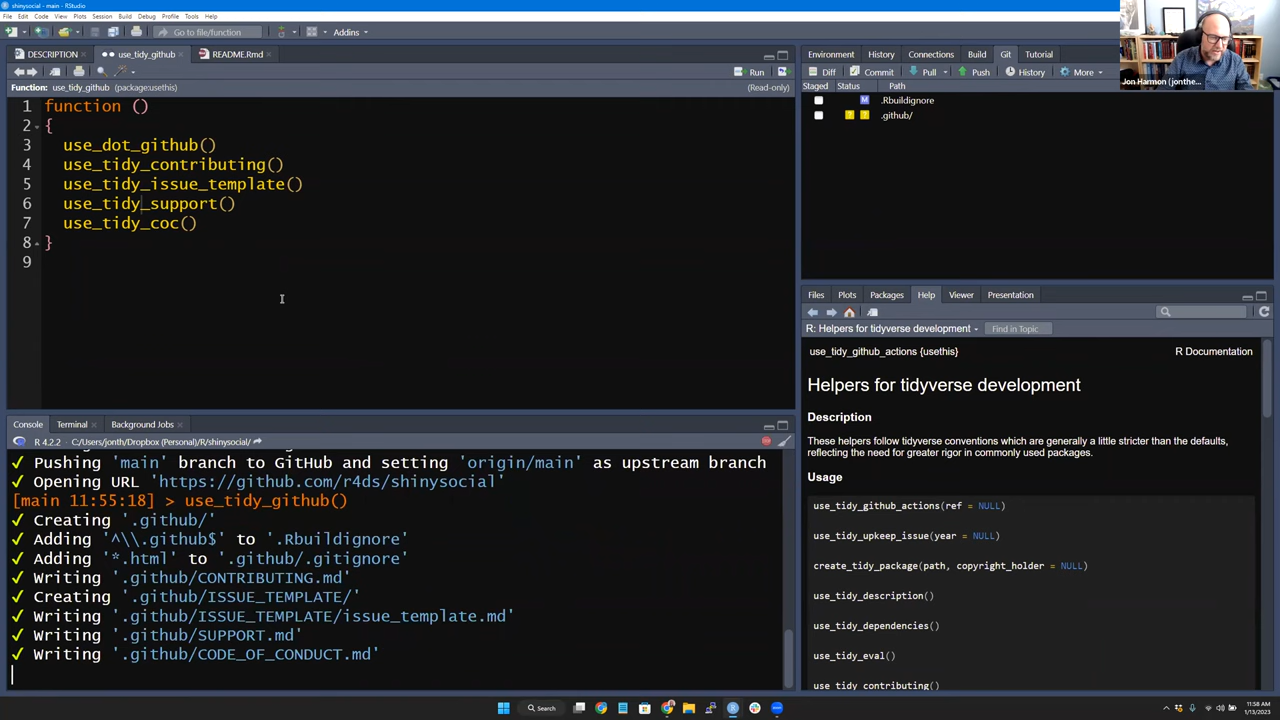 shinysocial - main - RStudio
File Edit Code View Plots Session Build Debug Profile Tools Help
Go to file/function Addins
DESCRIPTION use_tidy_github README.Rmd
Run
Function: use_tidy_github (package:usethis) (Read-only)
1 function ()
2 {
3 use_dot_github()
4 use_tidy_contributing()
5 use_tidy_issue_template()
6 use_tidy_support()
7 use_tidy_coc()
8 }
9
Console Terminal Background Jobs
R 4.2.2 · C:/Users/jonth/Dropbox (Personal)/R/shinysocial/
✓ Pushing 'main' branch to GitHub and setting 'origin/main' as upstream branch
✓ Opening URL 'https://github.com/r4ds/shinysocial'
[main 11:55:18] > use_tidy_github()
✓ Creating '.github/'
✓ Adding '^\\.github$' to '.Rbuildignore'
✓ Adding '*.html' to '.github/.gitignore'
✓ Writing '.github/CONTRIBUTING.md'
✓ Creating '.github/ISSUE_TEMPLATE/'
✓ Writing '.github/ISSUE_TEMPLATE/issue_template.md'
✓ Writing '.github/SUPPORT.md'
✓ Writing '.github/CODE_OF_CONDUCT.md'
Environment History Connections Build Git Tutorial
Diff Commit Pull Push History More
Staged Status Path
M .Rbuildignore
? ? .github/
Jon Harmon (jonthe...
Files Plots Packages Help Viewer Presentation
R: Helpers for tidyverse development Find in Topic
use_tidy_github_actions {usethis} R Documentation
Helpers for tidyverse development
Description
These helpers follow tidyverse conventions which are generally a little stricter than the defaults,
reflecting the need for greater rigor in commonly used packages.
Usage
use_tidy_github_actions(ref = NULL)
use_tidy_upkeep_issue(year = NULL)
create_tidy_package(path, copyright_holder = NULL)
use_tidy_description()
use_tidy_dependencies()
use_tidy_eval()
use_tidy_contributing()
Search
11:58 AM
1/13/2023